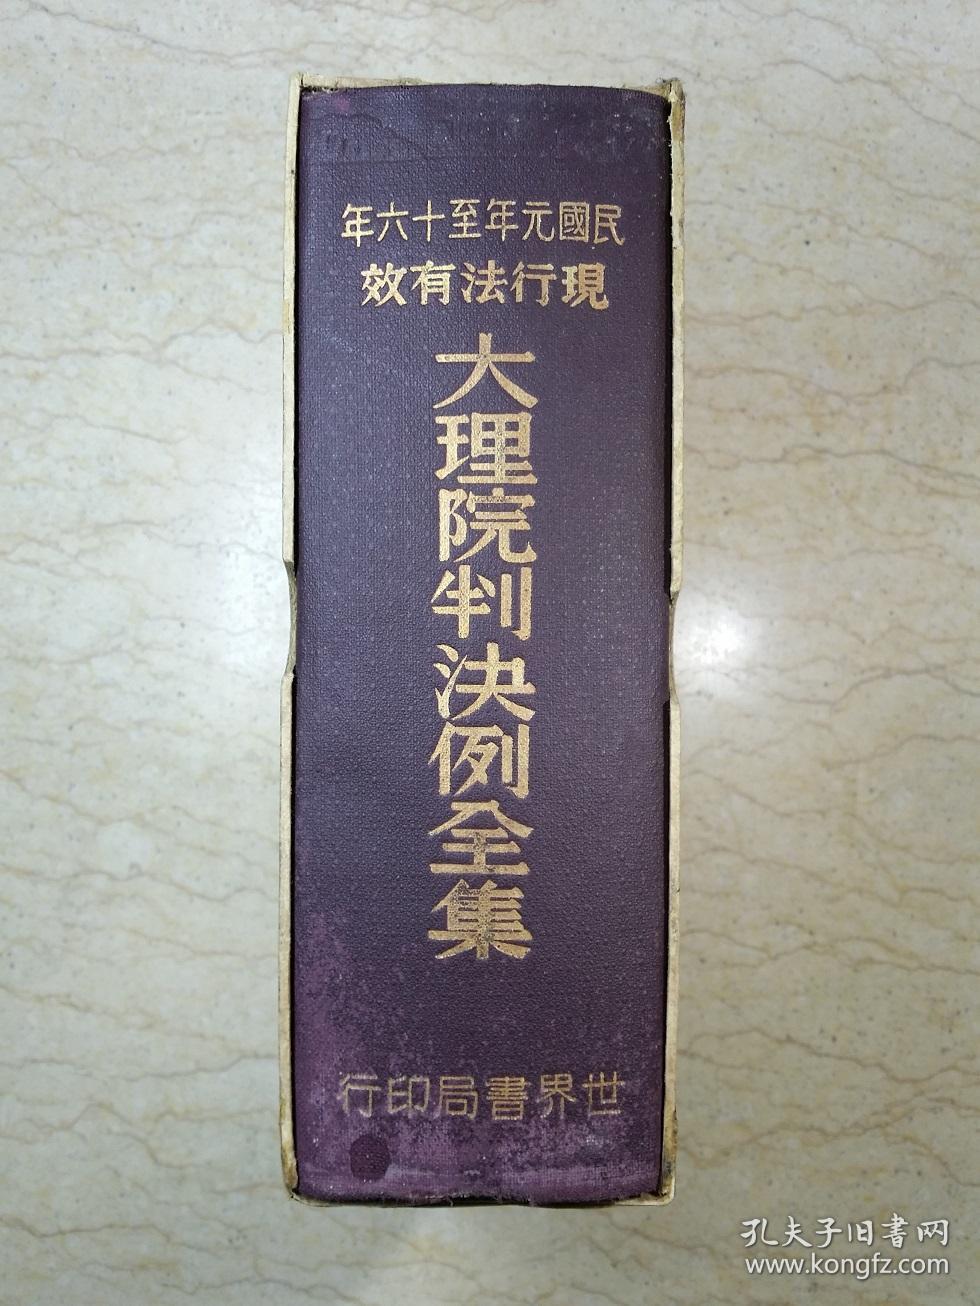 民國元年至十六年
現行法有效
大理院判決例全集
世界書局印行
孔夫子旧書网
www.kongfz.com